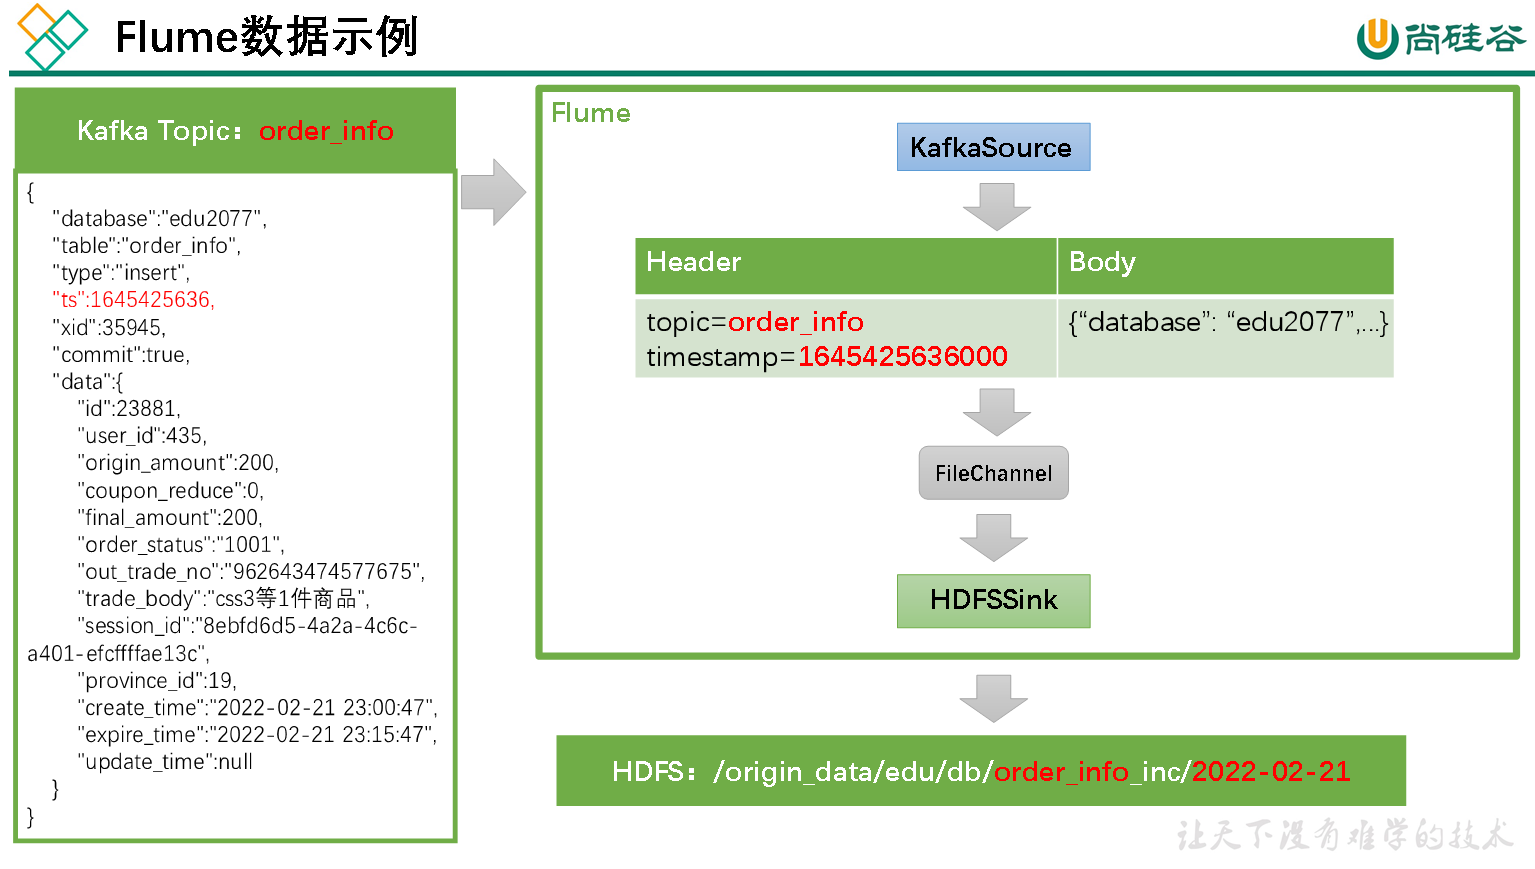 Flume数据示例
尚硅谷
Kafka Topic：order_info
{
"database":"edu2077",
"table":"order_info",
"type":"insert",
"ts":1645425636,
"xid":35945,
"commit":true,
"data":{
"id":23881,
"user_id":435,
"origin_amount":200,
"coupon_reduce":0,
"final_amount":200,
"order_status":"1001",
"out_trade_no":"962643474577675",
"trade_body":"css3等1件商品",
"session_id":"8ebfd6d5-4a2a-4c6c-
a401-efcffffae13c",
"province_id":19,
"create_time":"2022-02-21 23:00:47",
"expire_time":"2022-02-21 23:15:47",
"update_time":null
}
}
Flume
KafkaSource
Header Body
topic=order_info {“database”: “edu2077”,...}
timestamp=1645425636000
FileChannel
HDFSSink
HDFS：/origin_data/edu/db/order_info_inc/2022-02-21
让天下没有难学的技术